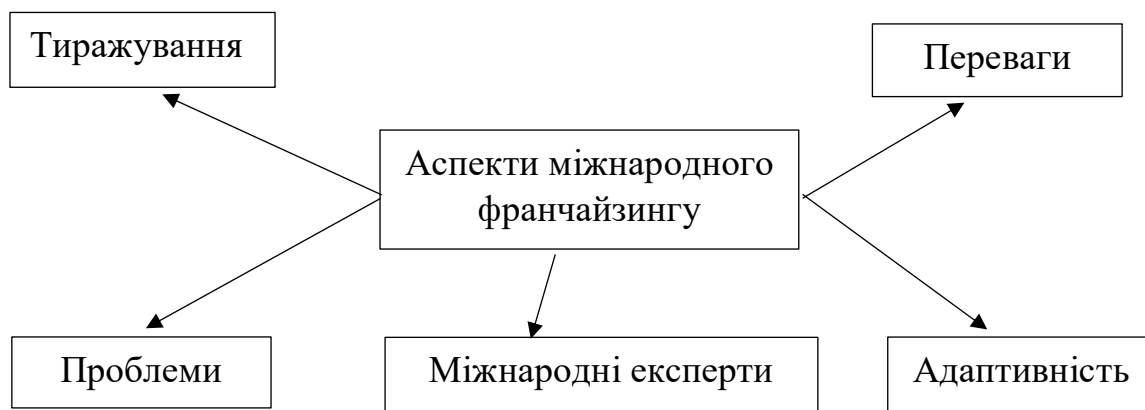 Тиражування
Переваги
Аспекти міжнародного
франчайзингу
Проблеми
Міжнародні експерти
Адаптивність